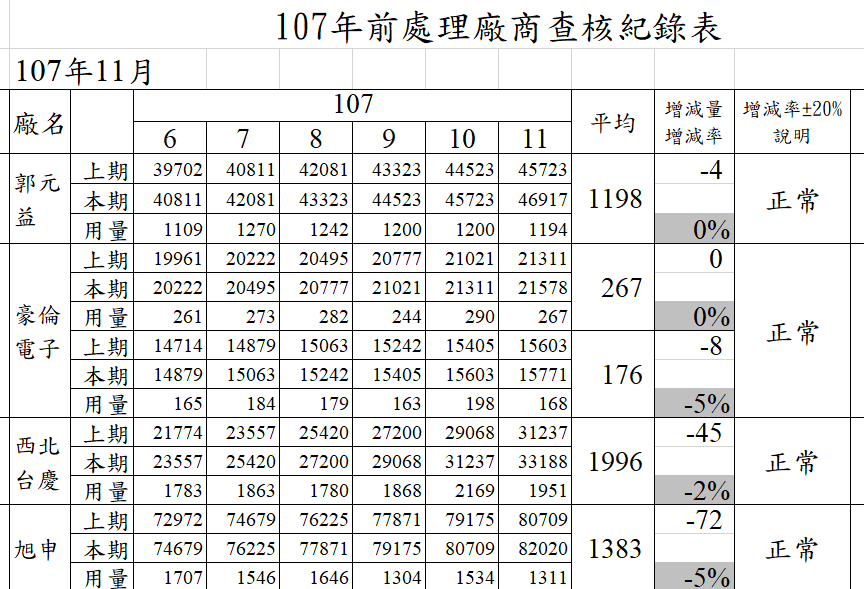 107年前處理廠商查核紀錄表
107年11月
廠名 107 平均 增減量 增減率 增減率±20% 說明
6 7 8 9 10 11
郭元益 上期 39702 40811 42081 43323 44523 45723 1198 -4 正常
本期 40811 42081 43323 44523 45723 46917
用量 1109 1270 1242 1200 1200 1194 0%
豪倫電子 上期 19961 20222 20495 20777 21021 21311 267 0 正常
本期 20222 20495 20777 21021 21311 21578
用量 261 273 282 244 290 267 0%
上期 14714 14879 15063 15242 15405 15603 176 -8
本期 14879 15063 15242 15405 15603 15771
用量 165 184 179 163 198 168 -5%
西北台慶 上期 21774 23557 25420 27200 29068 31237 1996 -45 正常
本期 23557 25420 27200 29068 31237 33188
用量 1783 1863 1780 1868 2169 1951 -2%
旭申 上期 72972 74679 76225 77871 79175 80709 1383 -72 正常
本期 74679 76225 77871 79175 80709 82020
用量 1707 1546 1646 1304 1534 1311 -5%